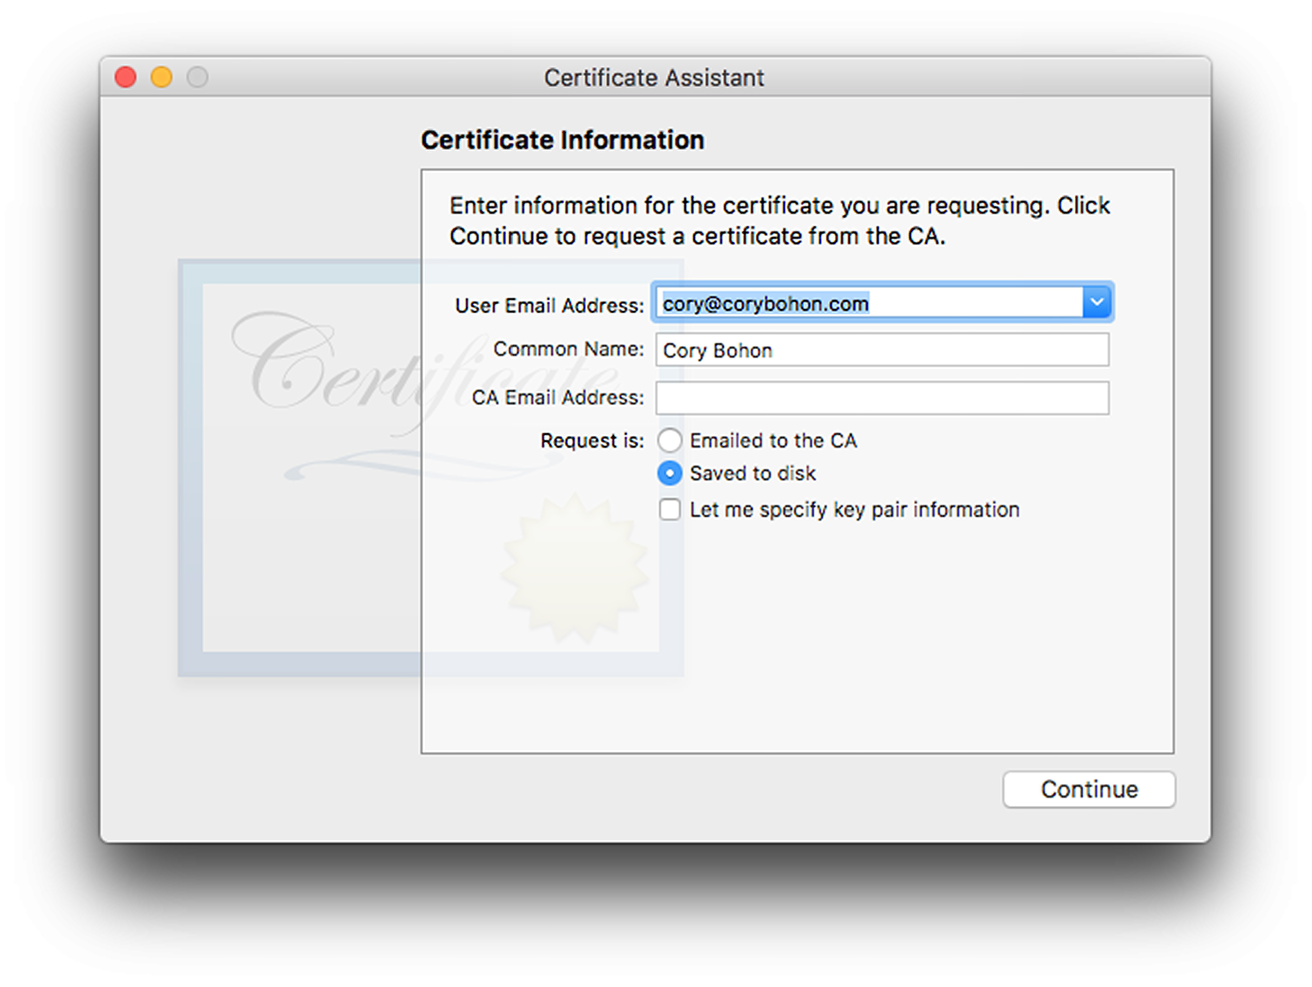 Certificate Assistant
Certificate Information
Enter information for the certificate you are requesting. Click
Continue to request a certificate from the CA.
User Email Address: cory@corybohon.com
Common Name: Cory Bohon
CA Email Address:
Request is: Emailed to the CA
Saved to disk
Let me specify key pair information
Certificate
Continue